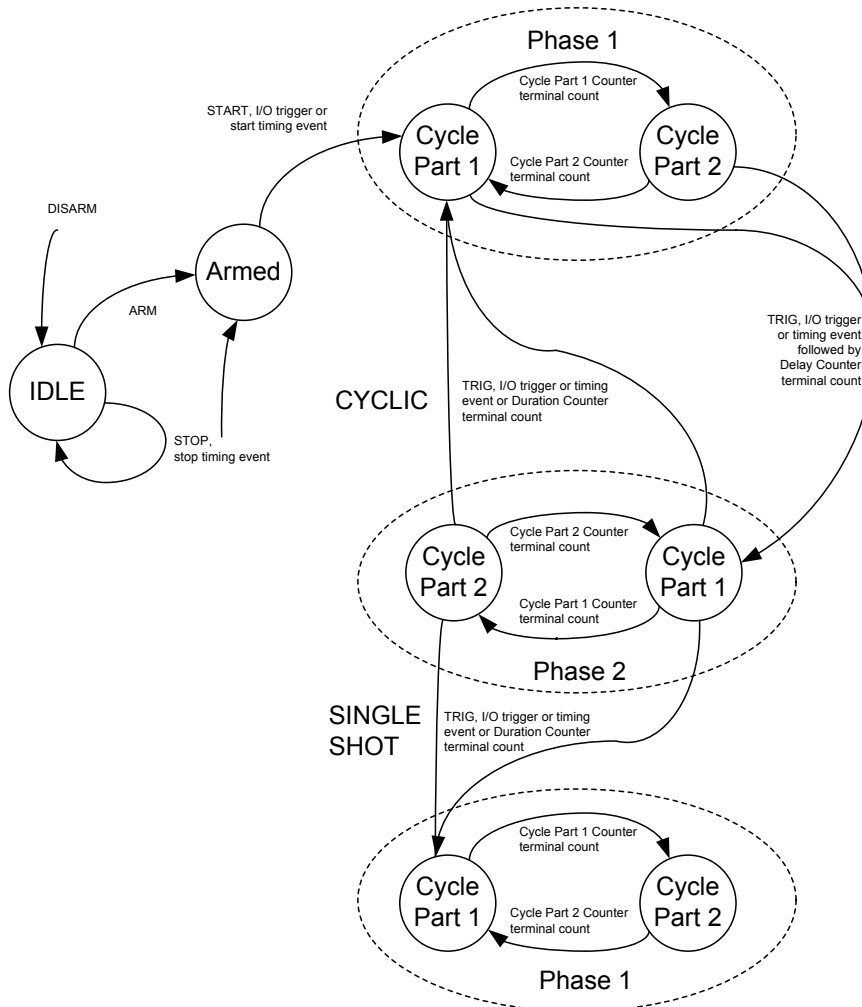 Phase 1
Cycle Part 1 Counter
terminal count
START, I/O trigger or
start timing event
Cycle
Part 1
Cycle
Part 2
Cycle Part 2 Counter
terminal count
DISARM
Armed
ARM
IDLE
STOP,
stop timing event
TRIG, I/O trigger
or timing event
followed by
Delay Counter
terminal count
CYCLIC
TRIG, I/O trigger or timing
event or Duration Counter
terminal count
Cycle Part 2 Counter
terminal count
Cycle
Part 2
Cycle
Part 1
Cycle Part 1 Counter
terminal count
Phase 2
SINGLE
SHOT
TRIG, I/O trigger or timing
event or Duration Counter
terminal count
Cycle Part 1 Counter
terminal count
Cycle
Part 1
Cycle
Part 2
Cycle Part 2 Counter
terminal count
Phase 1